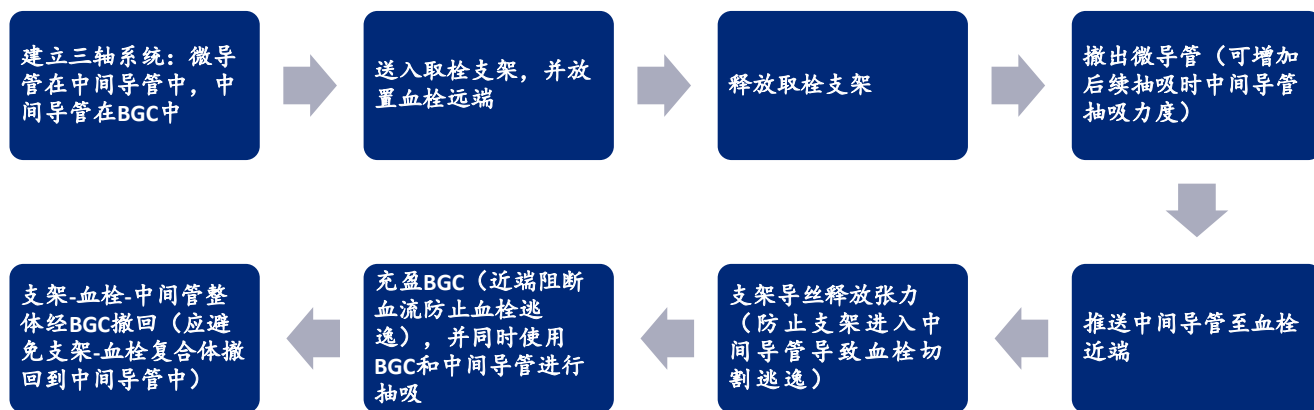 建立三轴系统：微导
管在中间导管中，中
间导管在BGC中
送入取栓支架，并放
置血栓远端
释放取栓支架
撤出微导管（可增加
后续抽吸时中间导管
抽吸力度）
推送中间导管至血栓
近端
支架导丝释放张力
（防止支架进入中
间导管导致血栓切
割逃逸）
充盈BGC（近端阻断
血流防止血栓逃
逸），并同时使用
BGC和中间导管进行
抽吸
支架-血栓-中间管整
体经BGC撤回（应避
免支架-血栓复合体撤
回到中间导管中）